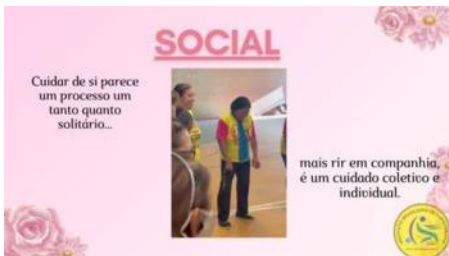 SOCIAL
Cuidar de si parece
um processo um
tanto quanto
solitário...
mais rir em companhia,
é um cuidado coletivo e
individual.